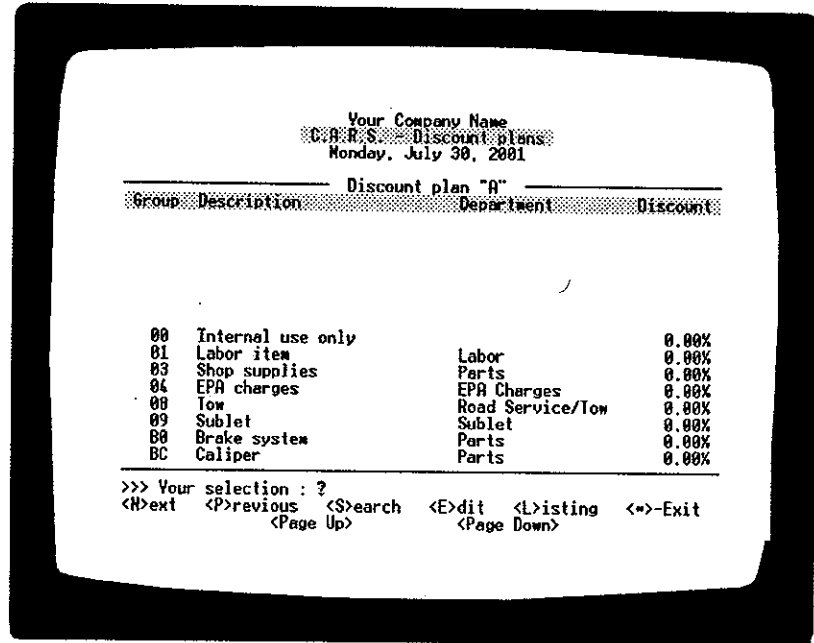 Your Company Name
C.A.R.S. - Discount plans
Monday, July 30, 2001
Discount plan "A"
Group Description Department Discount
00 Internal use only 0.00%
01 Labor item Labor 0.00%
03 Shop supplies Parts 0.00%
04 EPA charges EPA Charges 0.00%
08 Tow Road Service/Tow 0.00%
09 Sublet Sublet 0.00%
B0 Brake system Parts 0.00%
BC Caliper Parts 0.00%
>>> Your selection : ?
<N>ext <P>revious <S>earch <E>dit <L>isting <*>-Exit
<Page Up> <Page Down>